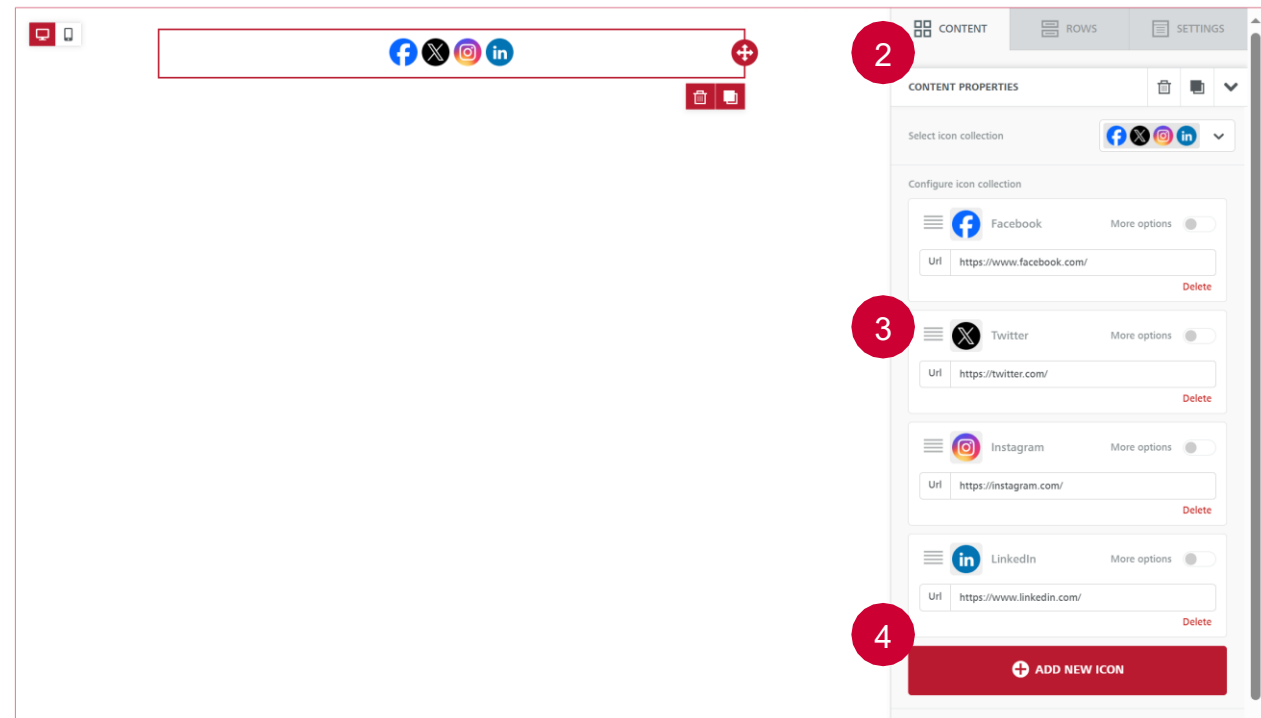 2
CONTENT
ROWS
SETTINGS
CONTENT PROPERTIES
Select icon collection
Configure icon collection
Facebook
More options
Url
https://www.facebook.com/
Delete
3
Twitter
More options
Url
https://twitter.com/
Delete
Instagram
More options
Url
https://instagram.com/
Delete
in
LinkedIn
More options
Url
https://www.linkedin.com/
Delete
4
ADD NEW ICON